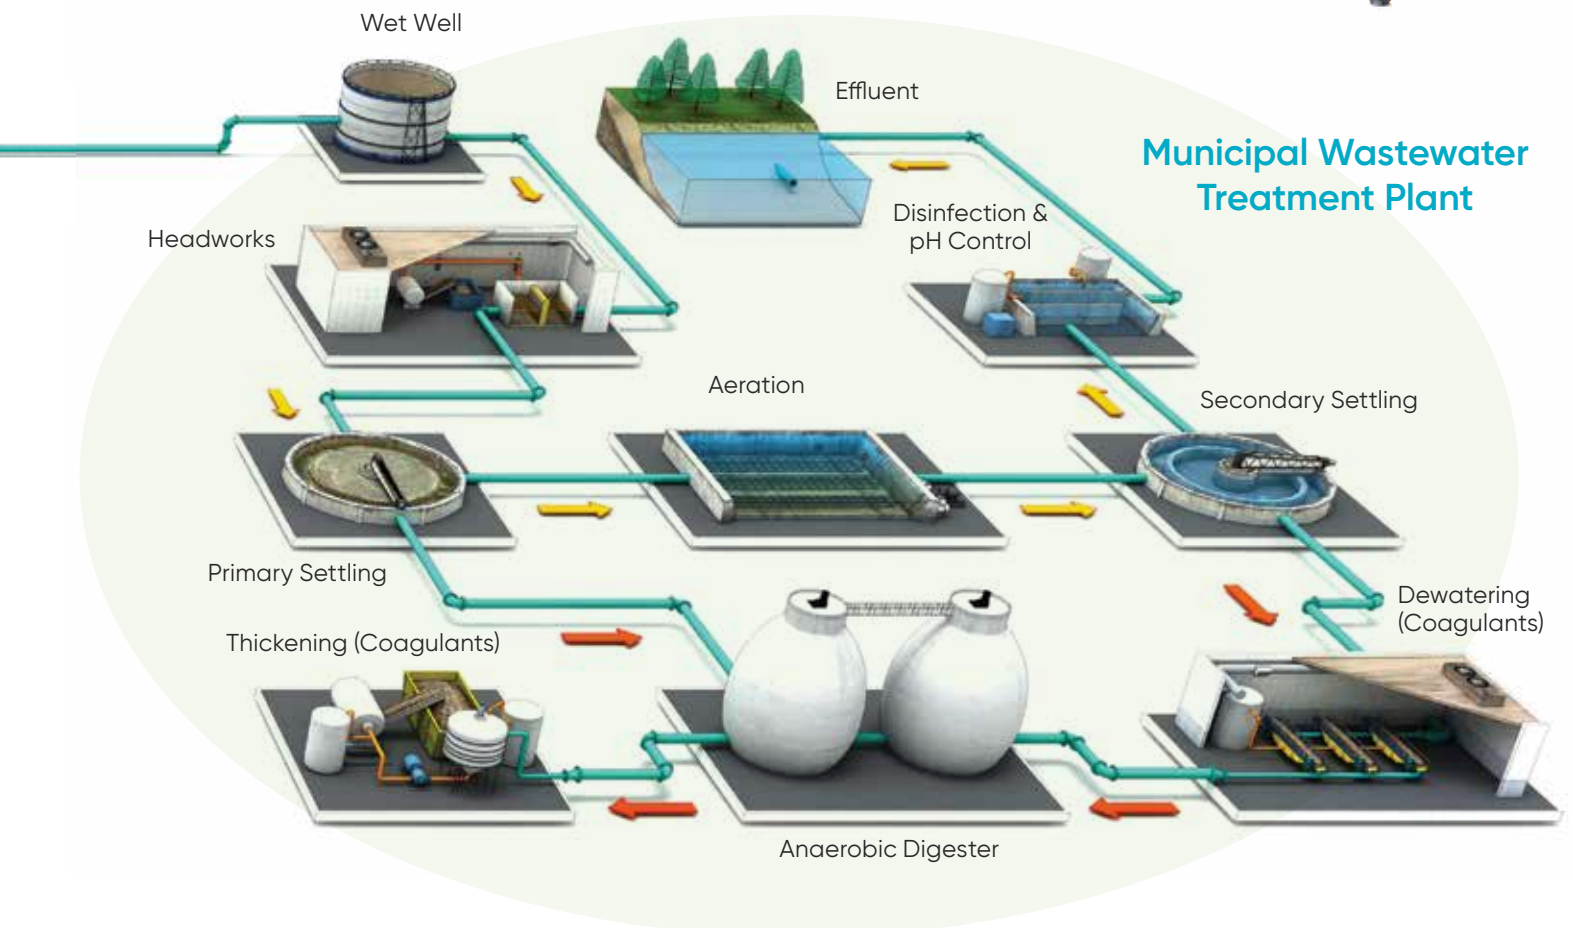 Wet Well
Effluent
Municipal Wastewater
Treatment Plant
Disinfection &
pH Control
Headworks
Aeration
Secondary Settling
Primary Settling
Dewatering
(Coagulants)
Thickening (Coagulants)
Anaerobic Digester